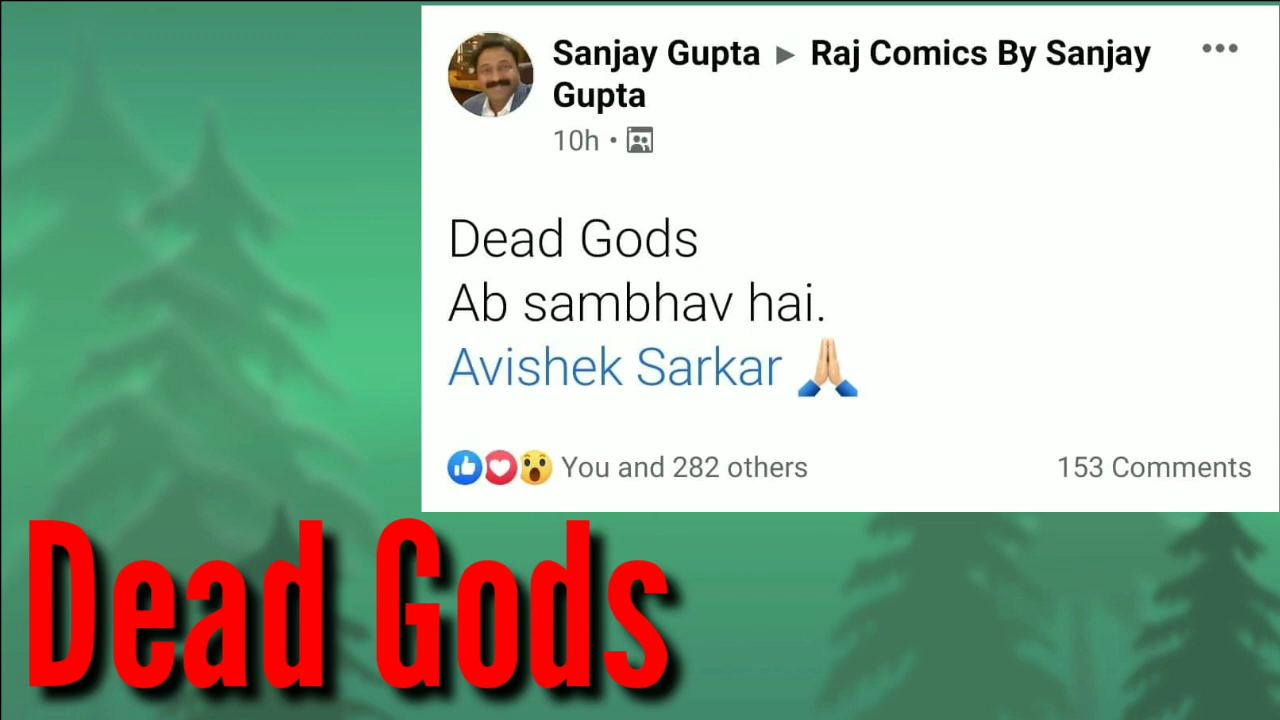 Sanjay Gupta ▶ Raj Comics By Sanjay
Gupta
10h •
•••
Dead Gods
Ab sambhav hai.
Avishek Sarkar 🙏🏻
You and 282 others
153 Comments
Dead Gods